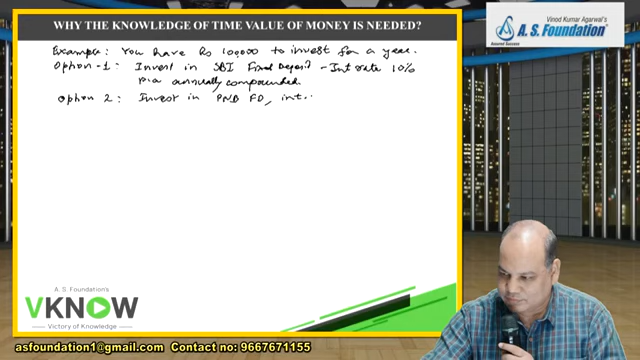 WHY THE KNOWLEDGE OF TIME VALUE OF MONEY IS NEEDED?
Vinod Kumar Agarwal's
A. S. Foundation
Assured Success
Example: You have Rs 100000 to invest for a year.
Option-1: Invest in SBI Fixed Deposit - Int rate 10%
p.a annually compounded.
Option 2: Invest in PNB FD, int.
A. S. Foundation's
VKNOW
- Victory of Knowledge -
asfoundation1@gmail.com Contact no: 9667671155